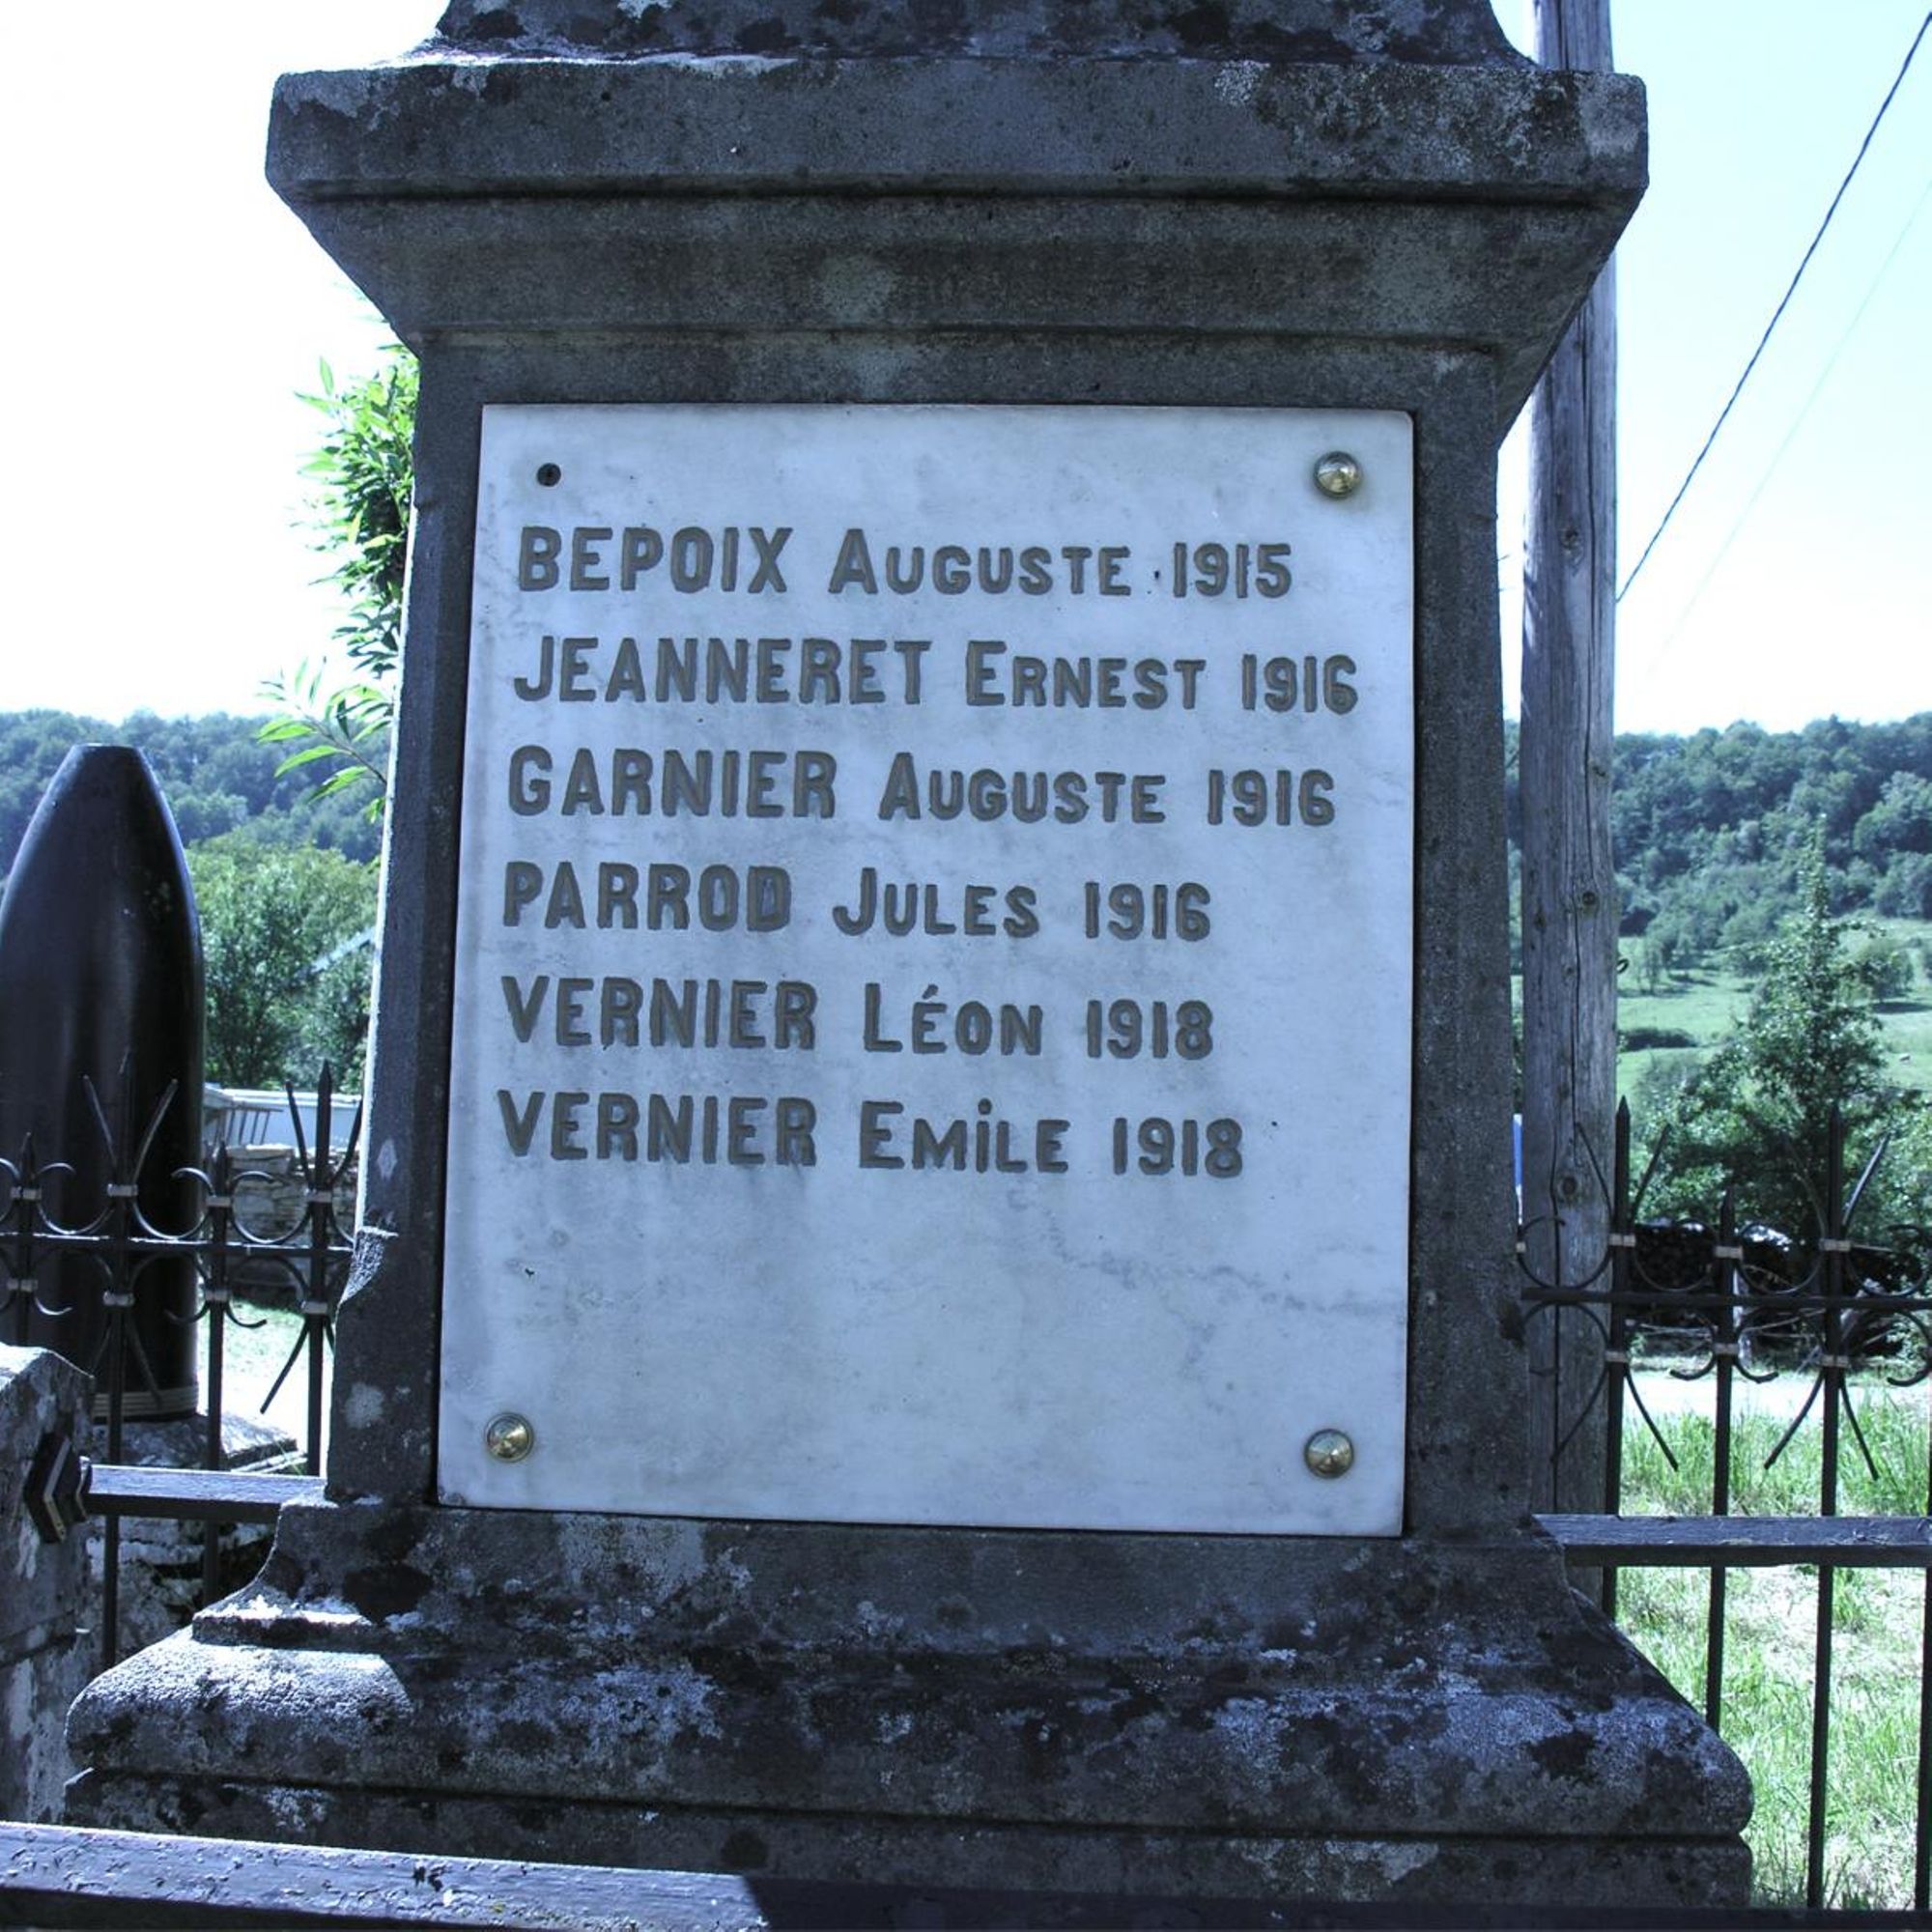 BEPOIX AUGUSTE 1915
JEANNERET ERNEST 1916
GARNIER AUGUSTE 1916
PARROD JULES 1916
VERNIER LÉON 1918
VERNIER EMILE 1918